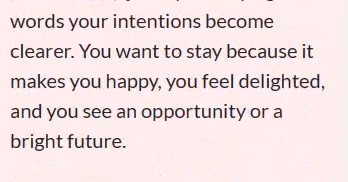 words your intentions become
clearer. You want to stay because it
makes you happy, you feel delighted,
and you see an opportunity or a
bright future.